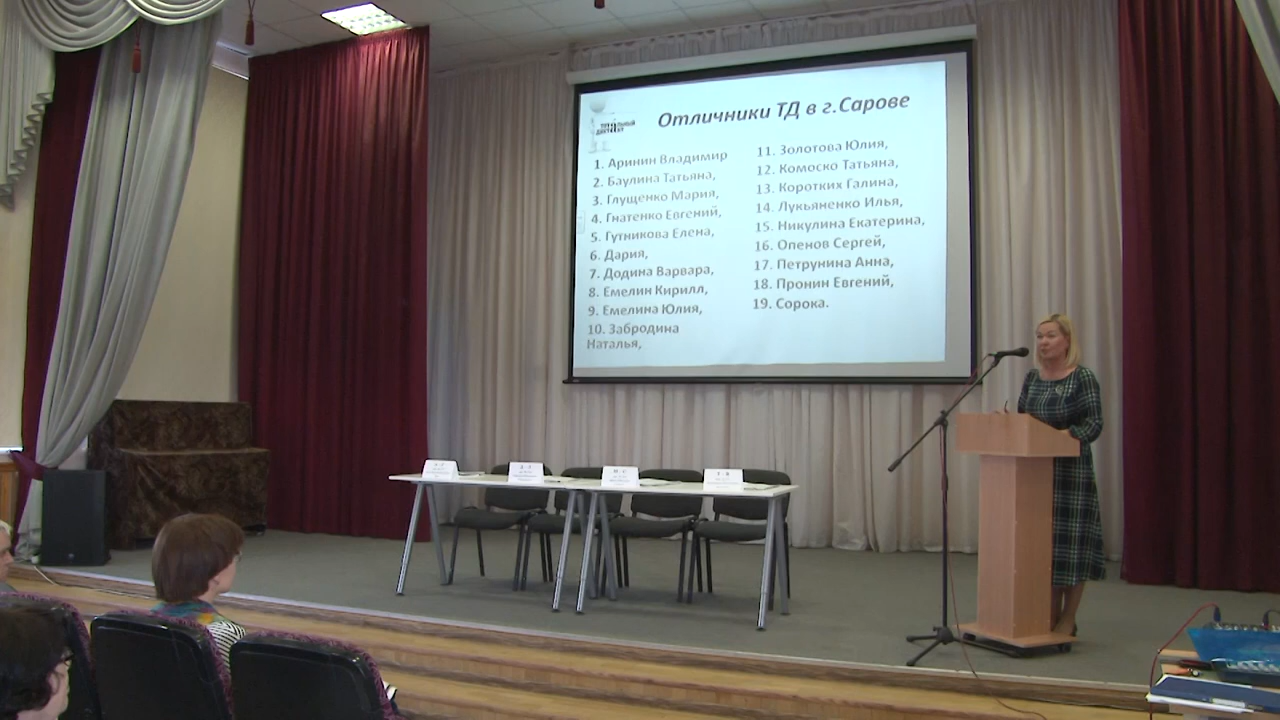 Отличники ТД в г.Сарове
тотальный
диктант
1. Аринин Владимир
2. Баулина Татьяна,
3. Глущенко Мария,
4. Гнатенко Евгений,
5. Гутникова Елена,
6. Дария,
7. Додина Варвара,
8. Емелин Кирилл,
9. Емелина Юлия,
10. Забродина
Наталья,
11. Золотова Юлия,
12. Комоско Татьяна,
13. Коротких Галина,
14. Лукьяненко Илья,
15. Никулина Екатерина,
16. Опенов Сергей,
17. Петрунина Анна,
18. Пронин Евгений,
19. Сорока.
М - С